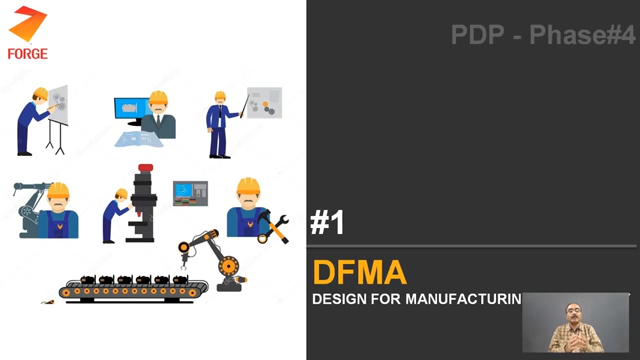 FORGE
PDP - Phase#4
#1
DFMA
DESIGN FOR MANUFACTURIN